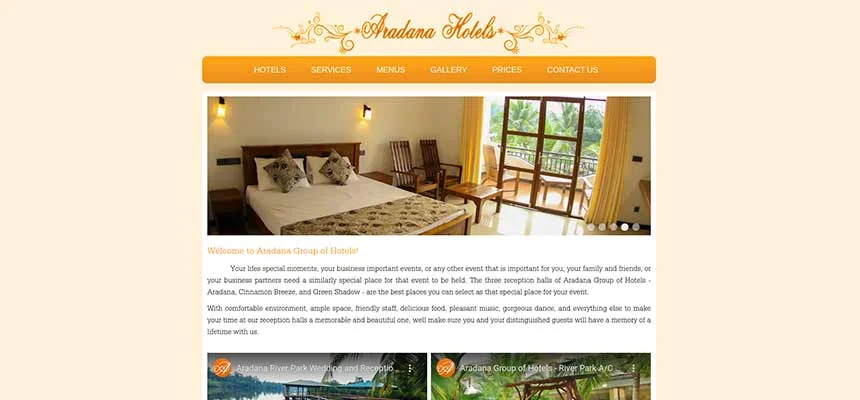 Aradana Hotels
HOTELS SERVICES MENUS GALLERY PRICES CONTACT US
Welcome to Aradana Group of Hotels!
Your lifes special moments, your business important events, or any other event that is important for you, your family and friends, or
your business partners need a similarly special place for that event to be held. The three reception halls of Aradana Group of Hotels -
Aradana, Cinnamon Breeze, and Green Shadow - are the best places you can select as that special place for your event.
With comfortable environment, ample space, friendly staff, delicious food, pleasant music, gorgeous dance, and everything else to make
your time at our reception halls a memorable and beautiful one, well make sure you and your distinguished guests will have a memory of a
lifetime with us.
Aradana River Park Wedding and Receptio...
Aradana Group of Hotels - River Park A/C ...